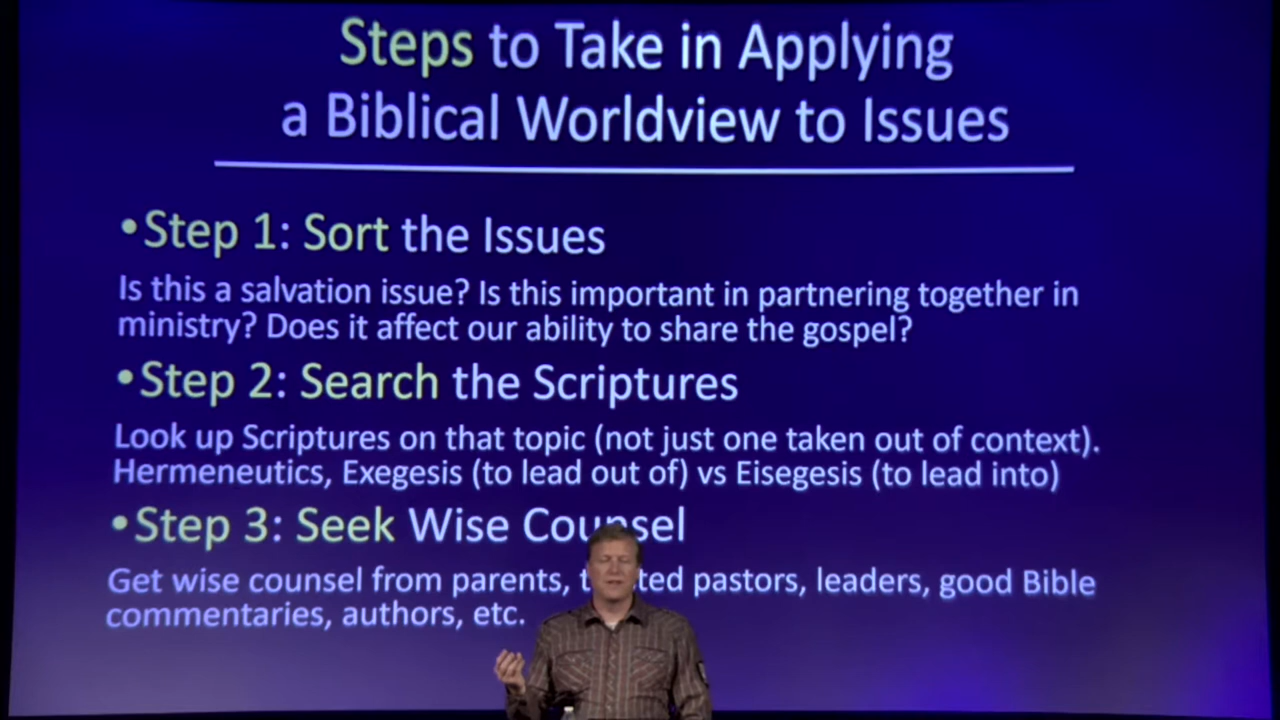 Steps to Take in Applying
a Biblical Worldview to Issues
•Step 1: Sort the Issues
Is this a salvation issue? Is this important in partnering together in
ministry? Does it affect our ability to share the gospel?
•Step 2: Search the Scriptures
Look up Scriptures on that topic (not just one taken out of context).
Hermeneutics, Exegesis (to lead out of) vs Eisegesis (to lead into)
•Step 3: Seek Wise Counsel
Get wise counsel from parents, pastors, leaders, good Bible
commentaries, authors, etc.